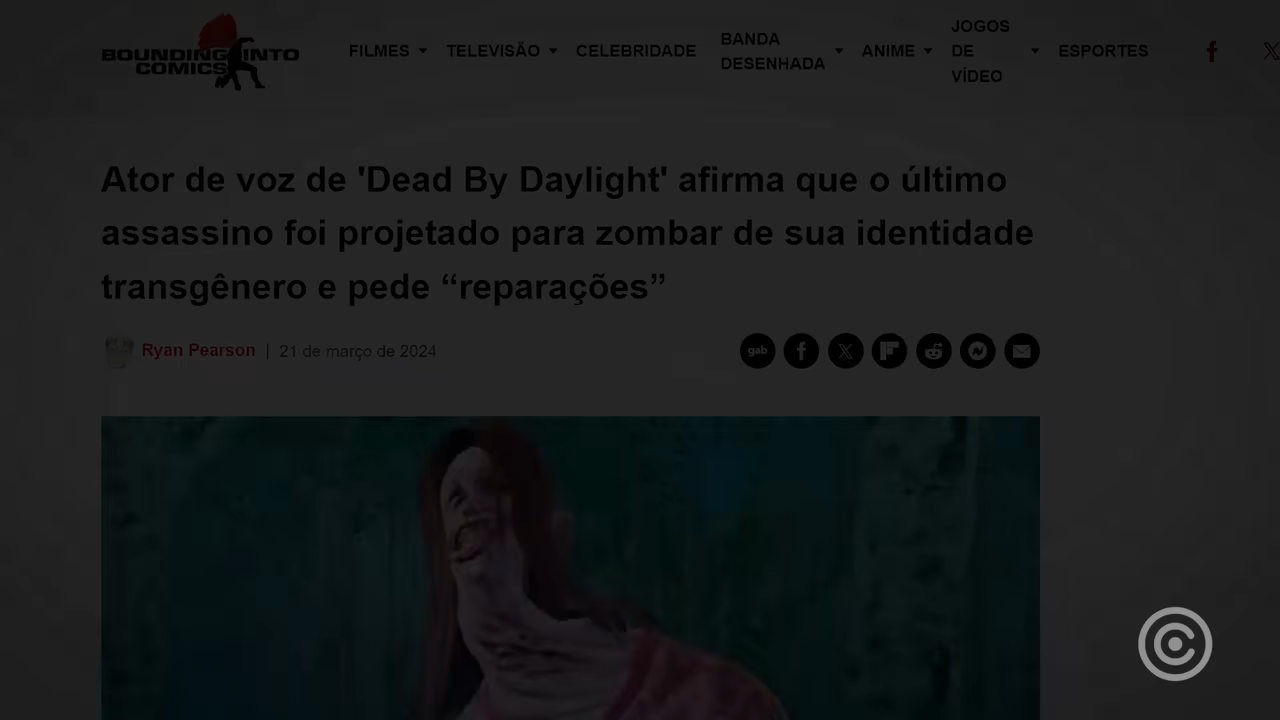 BOUNDING INTO
COMICS
FILMES
TELEVISÃO
CELEBRIDADE
BANDA
DESENHADA
ANIME
JOGOS
DE
VÍDEO
ESPORTES
Ator de voz de 'Dead By Daylight' afirma que o último
assassino foi projetado para zombar de sua identidade
transgênero e pede “reparações”
Ryan Pearson | 21 de março de 2024
gab